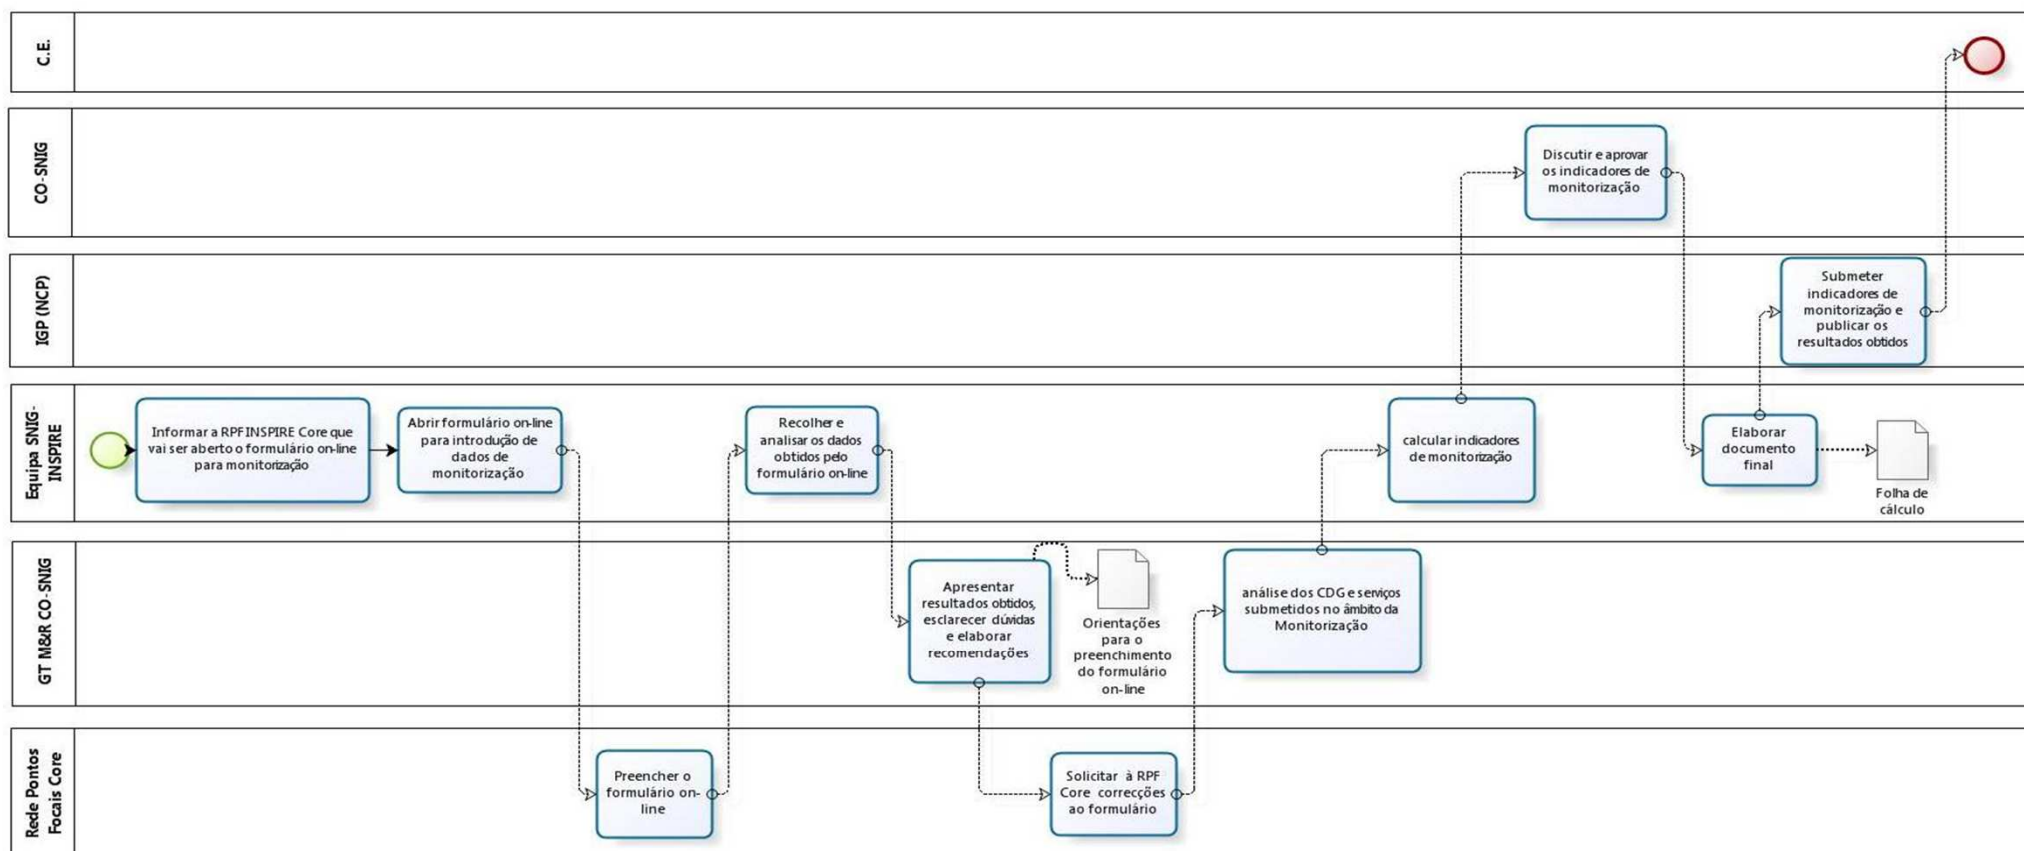 C.E.
CO-SNIG
Discutir e aprovar
os indicadores de
monitorização
IGP (NCP)
Submeter
indicadores de
monitorização e
publicar os
resultados obtidos
Equipa SNIG-
INSPIRE
Informar a RPF INSPIRE Core que
vai ser aberto o formulário on-line
para monitorização
Abrir formulário on-line
para introdução de
dados de
monitorização
Recolher e
analisar os dados
obtidos pelo
formulário on-line
calcular indicadores
de monitorização
Elaborar
documento
final
Folha de
cálculo
GT M&R CO-SNIG
Apresentar
resultados obtidos,
esclarecer dúvidas
e elaborar
recomendações
Orientações
para o
preenchimento
do formulário
on-line
análise dos CDG e serviços
submetidos no âmbito da
Monitorização
Rede Pontos
Focais Core
Preencher o
formulário on-
line
Solicitar à RPF
Core correcções
ao formulário